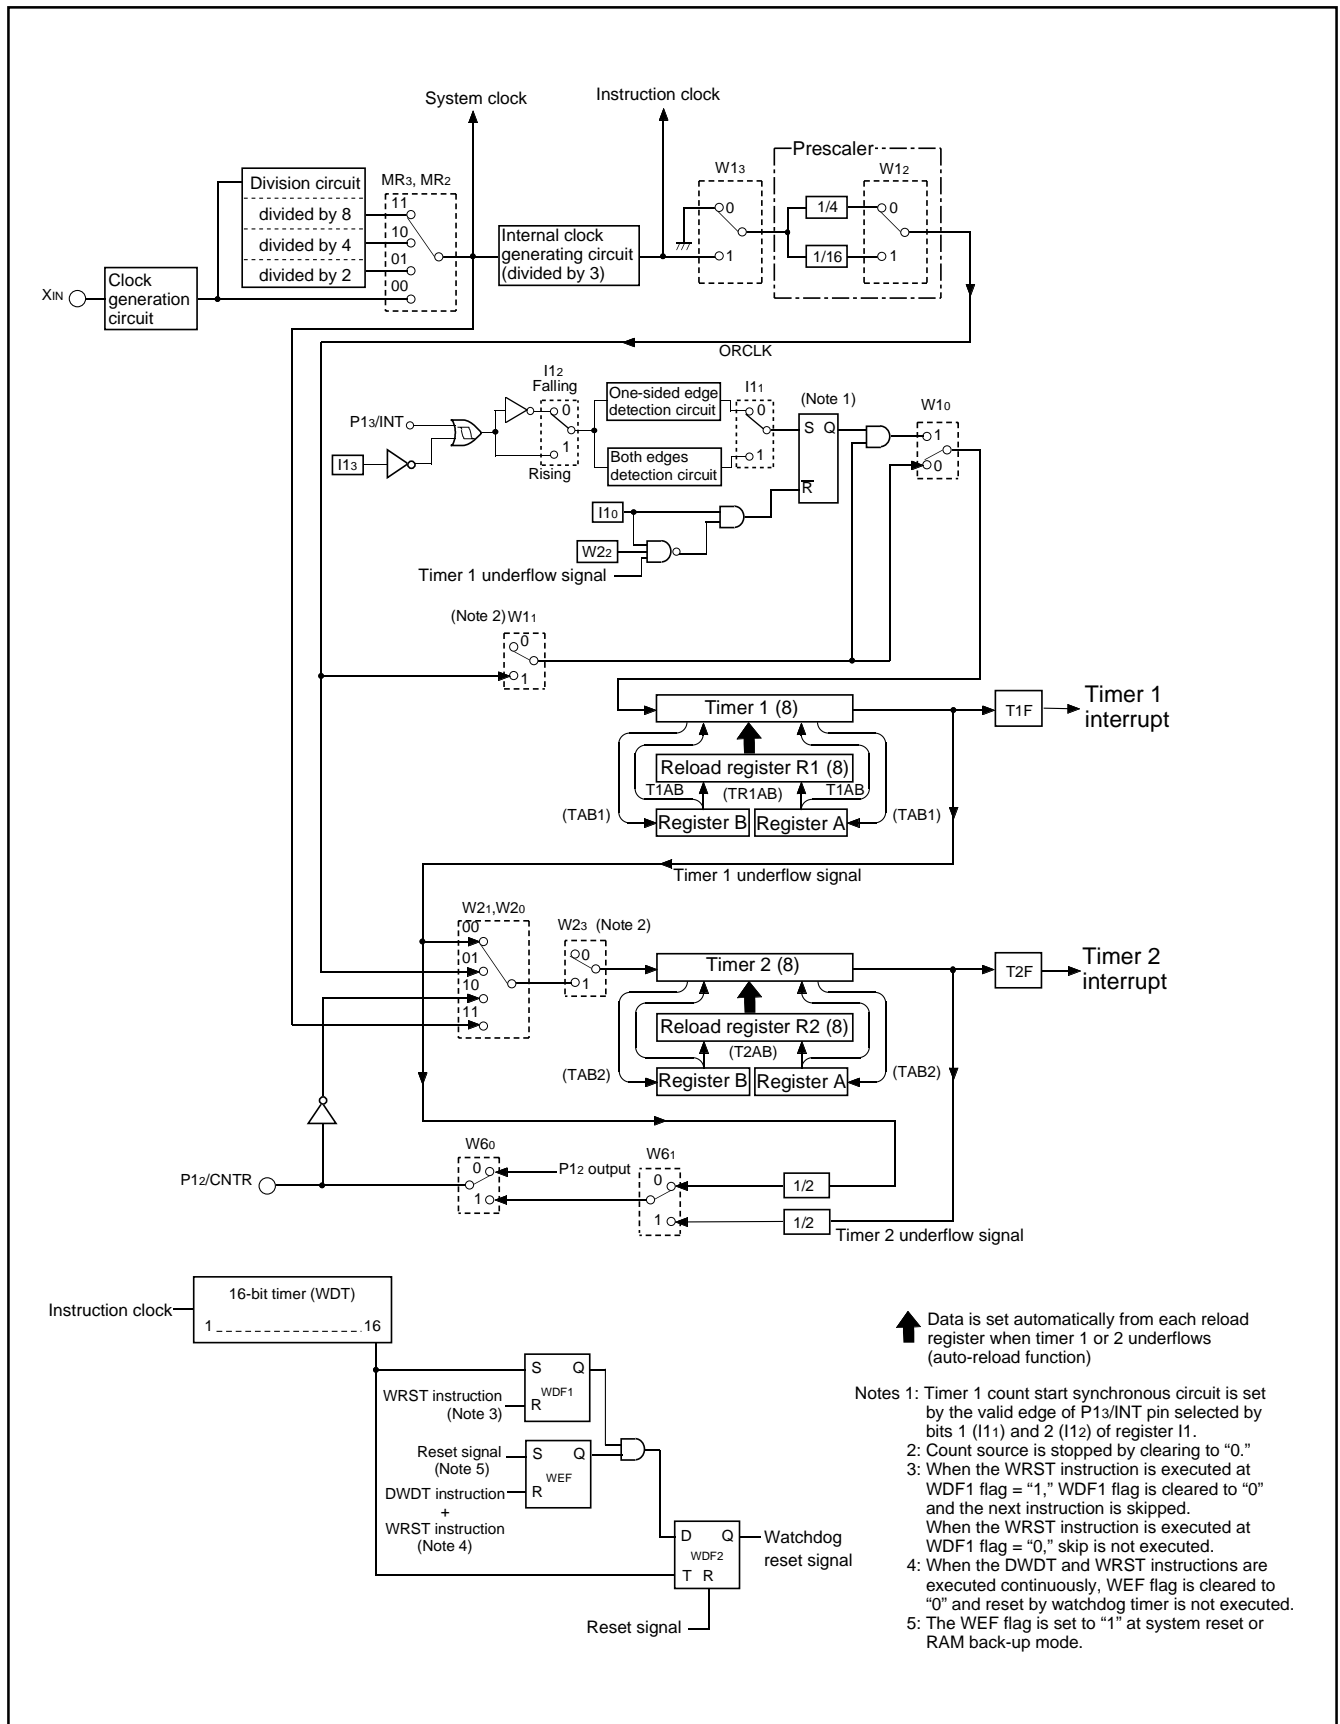 System clock
Instruction clock
Prescaler
Division circuit
divided by 8
divided by 4
divided by 2
MR3, MR2
11
10
01
00
Internal clock
generating circuit
(divided by 3)
W13
0
1
1/4
1/16
W12
0
1
XIN
Clock
generation
circuit
ORCLK
I12
Falling
0
1
Rising
P13/INT
I13
One-sided edge
detection circuit
Both edges
detection circuit
I11
0
1
(Note 1)
S Q
R
W10
1
0
I10
W22
Timer 1 underflow signal
(Note 2) W11
0
1
Timer 1 (8)
T1F
Timer 1
interrupt
Reload register R1 (8)
T1AB
(TR1AB)
T1AB
(TAB1)
Register B
Register A
(TAB1)
Timer 1 underflow signal
W21,W20
00
01
10
11
W23 (Note 2)
0
1
Timer 2 (8)
T2F
Timer 2
interrupt
Reload register R2 (8)
(T2AB)
(TAB2)
Register B
Register A
(TAB2)
P12/CNTR
W60
0
1
P12 output
W61
0
1
1/2
1/2
Timer 2 underflow signal
Instruction clock
16-bit timer (WDT)
1 16
S Q
WDF1
R
WRST instruction
(Note 3)
Reset signal
(Note 5)
S Q
WEF
R
DWDT instruction
+
WRST instruction
(Note 4)
D Q
WDF2
T R
Watchdog
reset signal
Reset signal
Data is set automatically from each reload
register when timer 1 or 2 underflows
(auto-reload function)
Notes 1: Timer 1 count start synchronous circuit is set
by the valid edge of P13/INT pin selected by
bits 1 (I11) and 2 (I12) of register I1.
2: Count source is stopped by clearing to “0.”
3: When the WRST instruction is executed at
WDF1 flag = “1,” WDF1 flag is cleared to “0”
and the next instruction is skipped.
When the WRST instruction is executed at
WDF1 flag = “0,” skip is not executed.
4: When the DWDT and WRST instructions are
executed continuously, WEF flag is cleared to
“0” and reset by watchdog timer is not executed.
5: The WEF flag is set to “1” at system reset or
RAM back-up mode.